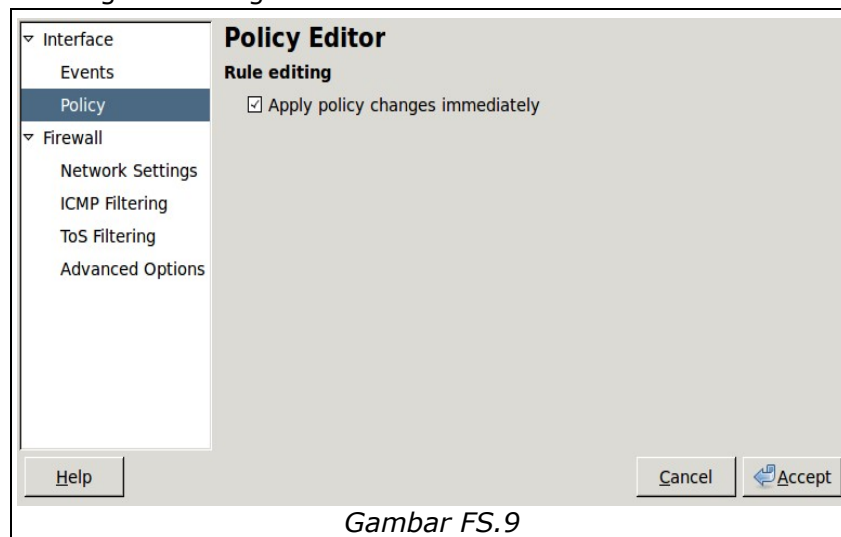 Interface
Events
Policy
Firewall
Network Settings
ICMP Filtering
ToS Filtering
Advanced Options
Policy Editor
Rule editing
Apply policy changes immediately
Help
Cancel
Accept
Gambar FS.9